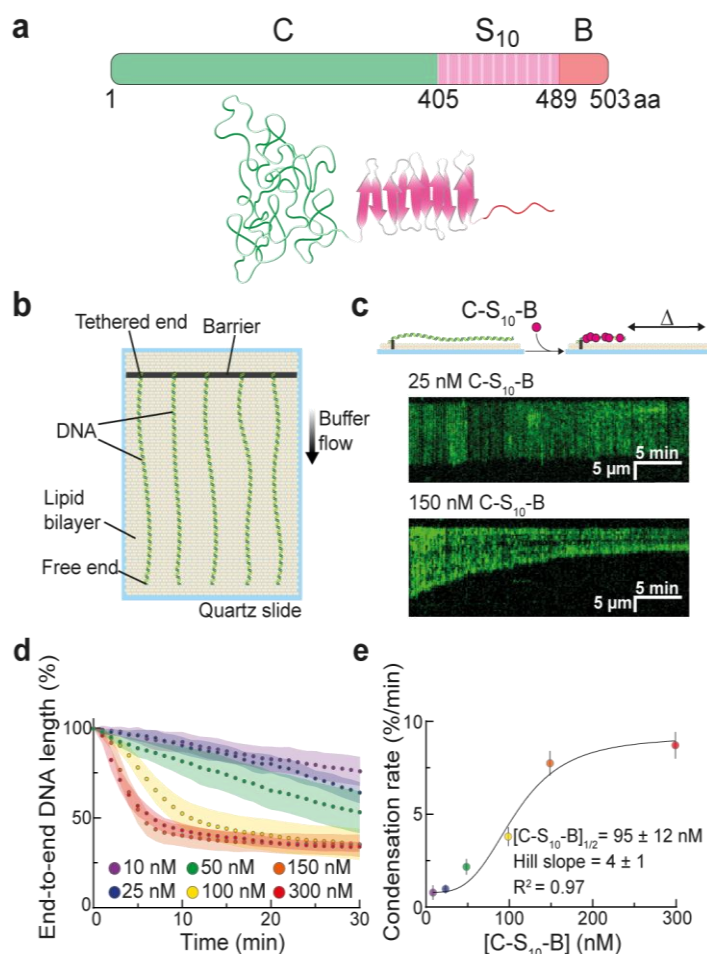 a
C S₁₀ B
1 405 489 503 aa
b
Tethered end
Barrier
DNA
Buffer
flow
Lipid
bilayer
Free end
Quartz slide
c
C-S₁₀-B
Δ
25 nM C-S₁₀-B
5 min
5 µm
150 nM C-S₁₀-B
5 min
5 µm
d
End-to-end DNA length (%)
100
50
0
0 10 20 30
10 nM 50 nM 150 nM
25 nM 100 nM 300 nM
Time (min)
e
Condensation rate (%/min)
10
5
0
0 100 200 300
[C-S₁₀-B]₁/₂ = 95 ± 12 nM
Hill slope = 4 ± 1
R² = 0.97
[C-S₁₀-B] (nM)